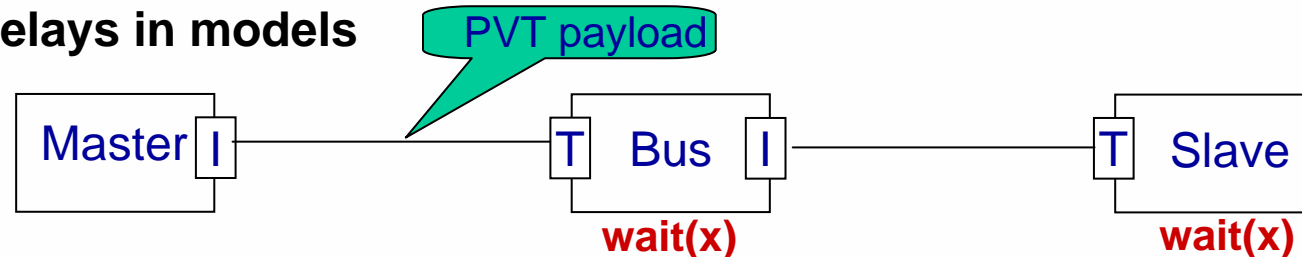 elays in models
PVT payload
Master I
T Bus I
T Slave
wait(x)
wait(x)